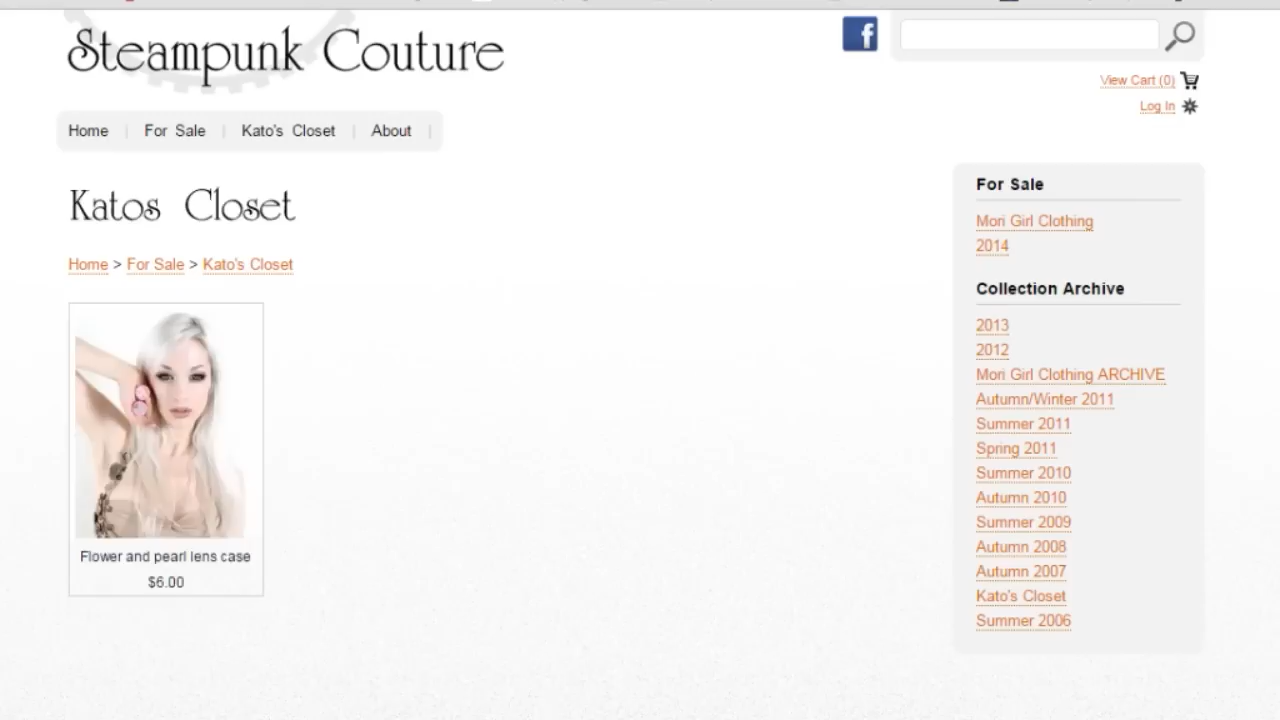 Steampunk Couture
View Cart (0)
Log In
Home | For Sale | Kato's Closet | About |
Katos Closet
Home > For Sale > Kato's Closet
Flower and pearl lens case
$6.00
For Sale
Mori Girl Clothing
2014
Collection Archive
2013
2012
Mori Girl Clothing ARCHIVE
Autumn/Winter 2011
Summer 2011
Spring 2011
Summer 2010
Autumn 2010
Summer 2009
Autumn 2008
Autumn 2007
Kato's Closet
Summer 2006